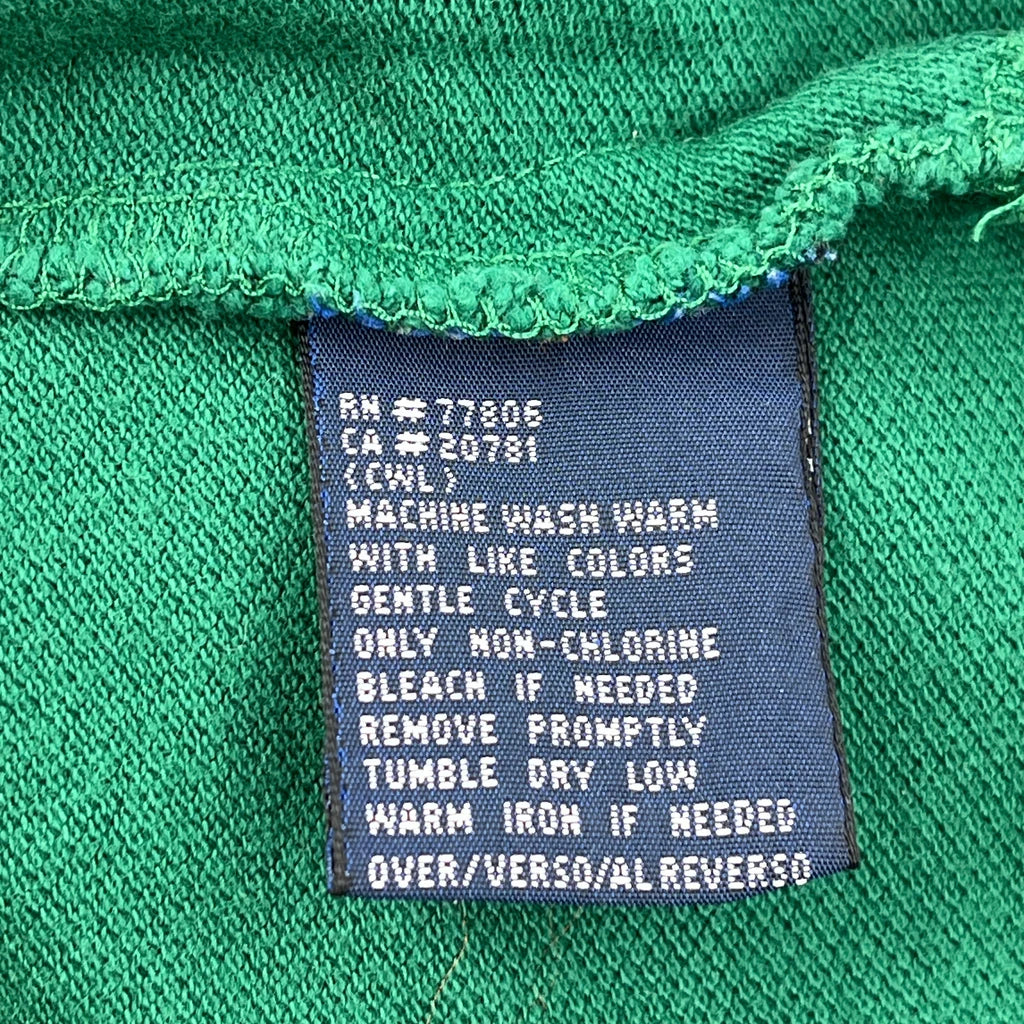 RN # 77806
CA # 20781
(CWL)
MACHINE WASH WARM
WITH LIKE COLORS
GENTLE CYCLE
ONLY NON-CHLORINE
BLEACH IF NEEDED
REMOVE PROMPTLY
TUMBLE DRY LOW
WARM IRON IF NEEDED
OVER/VERSO/AL REVERSO